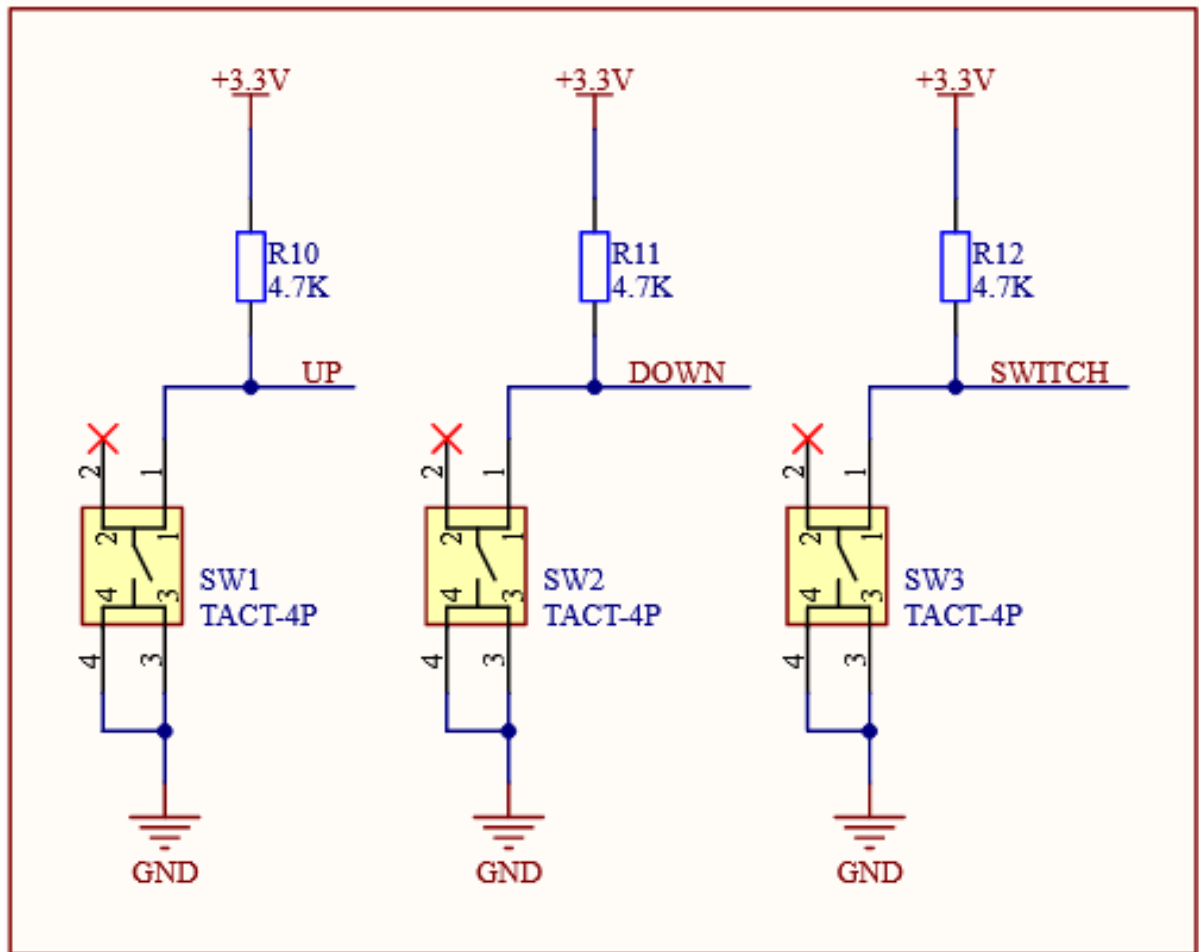 +3.3V
+3.3V
+3.3V
R10
4.7K
R11
4.7K
R12
4.7K
UP
DOWN
SWITCH
2
1
2
1
2
1
2
1
4
3
2
1
4
3
2
1
4
3
SW1
TACT-4P
SW2
TACT-4P
SW3
TACT-4P
4
3
4
3
4
3
GND
GND
GND